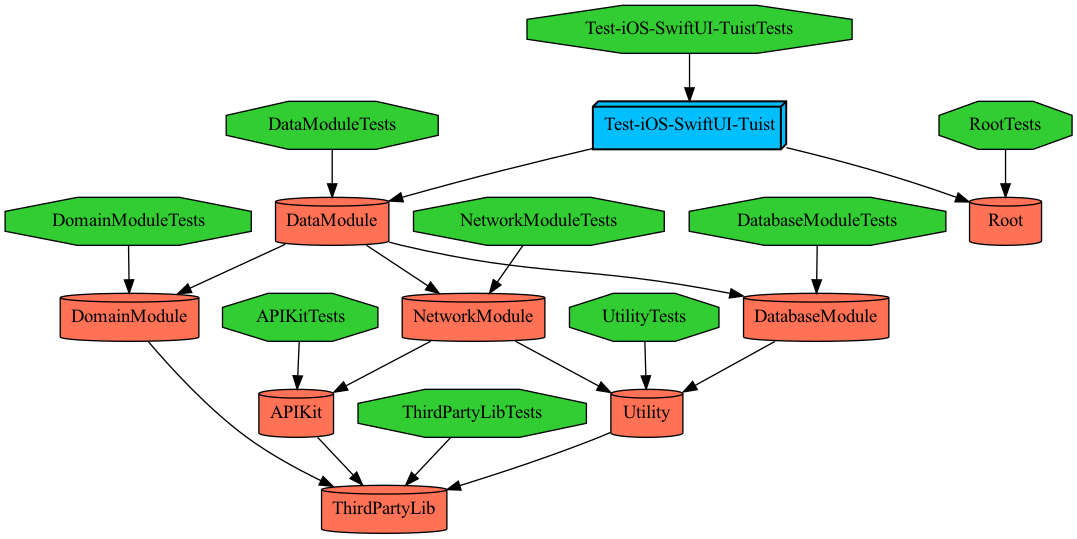 Test-iOS-SwiftUI-TuistTests
DataModuleTests
Test-iOS-SwiftUI-Tuist
RootTests
DomainModuleTests
DataModule
NetworkModuleTests
DatabaseModuleTests
Root
DomainModule
APIKitTests
NetworkModule
UtilityTests
DatabaseModule
APIKit
ThirdPartyLibTests
Utility
ThirdPartyLib